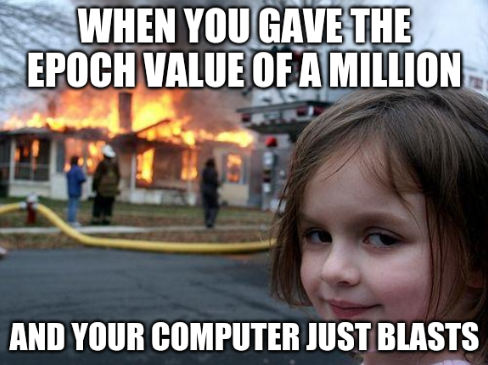 WHEN YOU GAVE THE
EPOCH VALUE OF A MILLION
AND YOUR COMPUTER JUST BLASTS